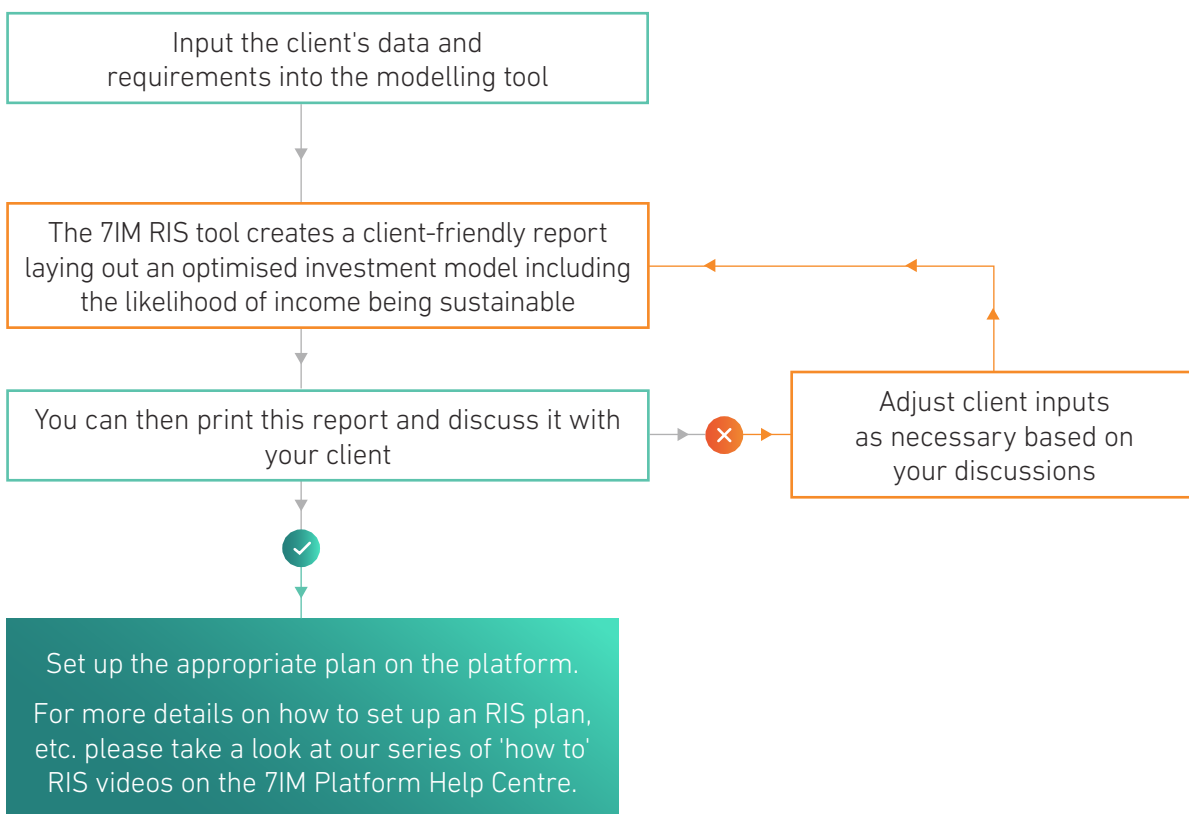 Input the client's data and
requirements into the modelling tool
The 7IM RIS tool creates a client-friendly report
laying out an optimised investment model including
the likelihood of income being sustainable
You can then print this report and discuss it with
your client
Adjust client inputs
as necessary based on
your discussions
Set up the appropriate plan on the platform.
For more details on how to set up an RIS plan,
etc. please take a look at our series of 'how to'
RIS videos on the 7IM Platform Help Centre.